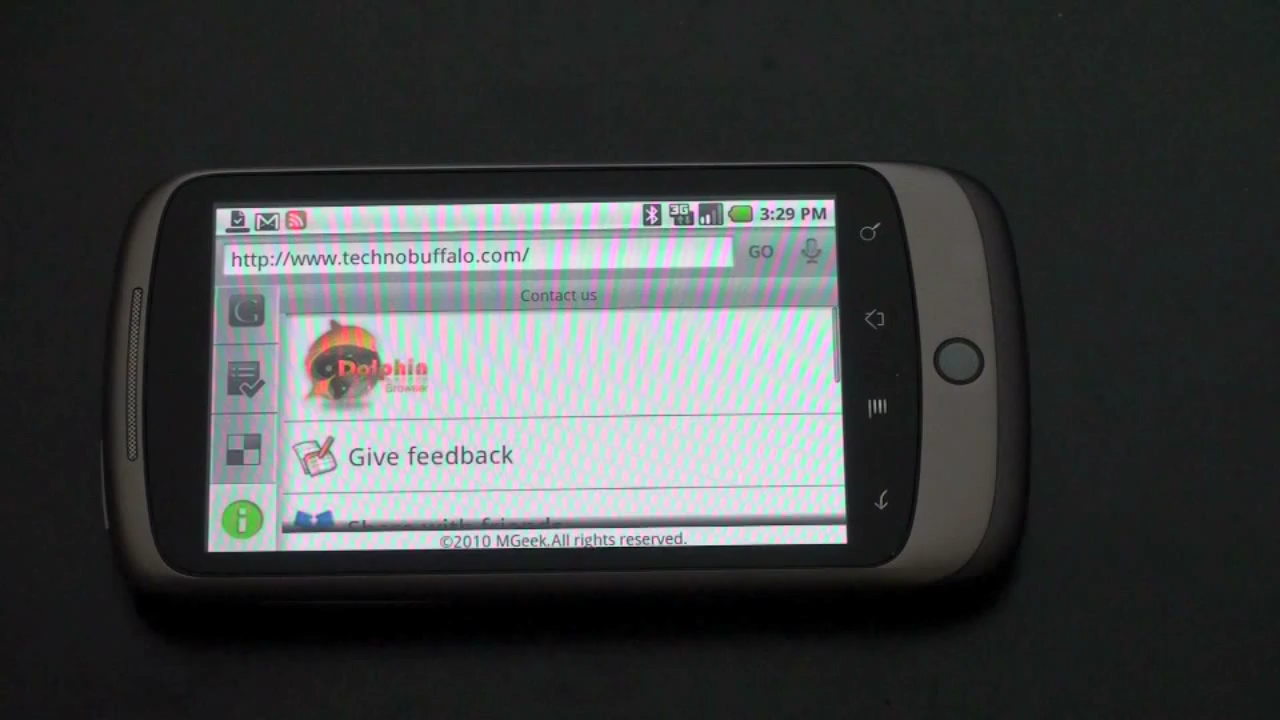 3G 3:29 PM
http://www.technobuffalo.com/ GO
G
Contact us
Dolphin
Browser
Give feedback
Share with friends
©2010 MGeek.All rights reserved.